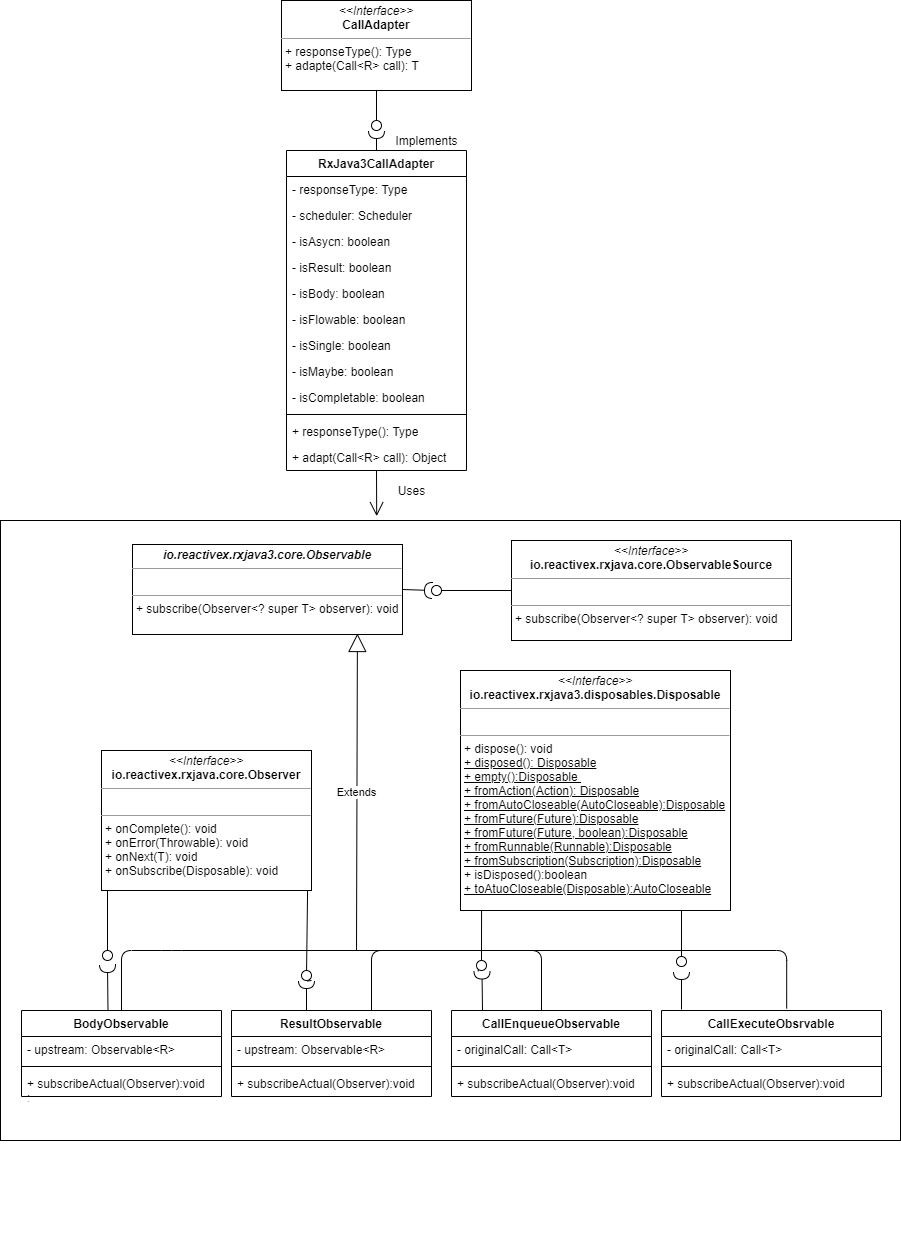 <<Interface>>
CallAdapter
+ responseType(): Type
+ adapte(Call<R> call): T
Implements
RxJava3CallAdapter
- responseType: Type
- scheduler: Scheduler
- isAsycn: boolean
- isResult: boolean
- isBody: boolean
- isFlowable: boolean
- isSingle: boolean
- isMaybe: boolean
- isCompletable: boolean
+ responseType(): Type
+ adapt(Call<R> call): Object
Uses
io.reactivex.rxjava3.core.Observable
+ subscribe(Observer<? super T> observer): void
<<Interface>>
io.reactivex.rxjava.core.ObservableSource
+ subscribe(Observer<? super T> observer): void
<<Interface>>
io.reactivex.rxjava3.disposables.Disposable
+ dispose(): void
+ disposed(): Disposable
+ empty():Disposable
+ fromAction(Action): Disposable
+ fromAutoCloseable(AutoCloseable):Disposable
+ fromFuture(Future):Disposable
+ fromFuture(Future, boolean):Disposable
+ fromRunnable(Runnable):Disposable
+ fromSubscription(Subscription):Disposable
+ isDisposed():boolean
+ toAtuoCloseable(Disposable):AutoCloseable
<<Interface>>
io.reactivex.rxjava.core.Observer
+ onComplete(): void
+ onError(Throwable): void
+ onNext(T): void
+ onSubscribe(Disposable): void
Extends
BodyObservable
- upstream: Observable<R>
+ subscribeActual(Observer):void
ResultObservable
- upstream: Observable<R>
+ subscribeActual(Observer):void
CallEnqueueObservable
- originalCall: Call<T>
+ subscribeActual(Observer):void
CallExecuteObsrvable
- originalCall: Call<T>
+ subscribeActual(Observer):void